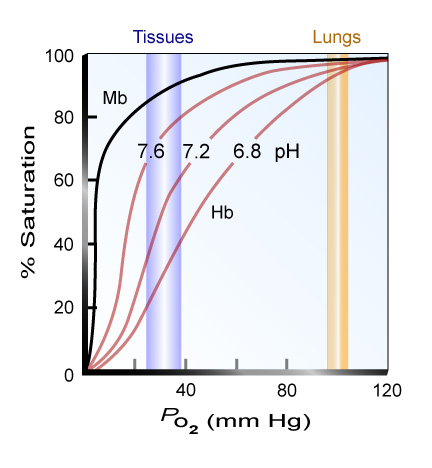 Tissues Lungs
100
80
60
40
20
0
% Saturation
Mb
7.6 7.2 6.8 pH
Hb
40 80 120
PO2 (mm Hg)